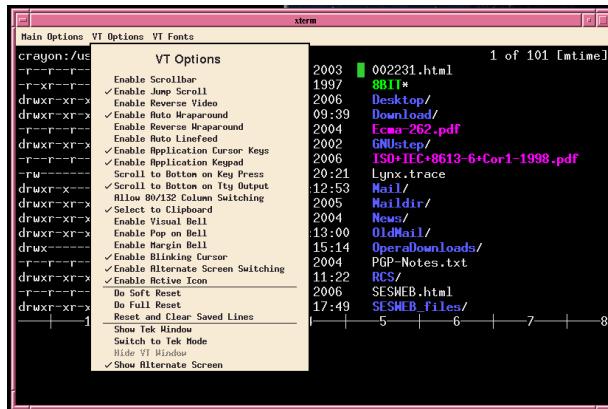 xterm
Main Options VT Options VT Fonts
crayon:/us
1 of 101 [mtime]
VT Options
Enable Scrollbar
✓Enable Jump Scroll
Enable Reverse Video
✓Enable Auto Wraparound
Enable Reverse Wraparound
Enable Auto Linefeed
✓Enable Application Cursor Keys
✓Enable Application Keypad
Scroll to Bottom on Key Press
✓Scroll to Bottom on Tty Output
Allow 80/132 Column Switching
✓Select to Clipboard
Enable Visual Bell
Enable Pop on Bell
Enable Margin Bell
✓Enable Blinking Cursor
✓Enable Alternate Screen Switching
✓Enable Active Icon
Do Soft Reset
Do Full Reset
Reset and Clear Saved Lines
Show Tek Window
Switch to Tek Mode
Hide VT Window
✓Show Alternate Screen
-r--r--r-- 2003 002231.html
-r-xr-xr-- 1997 8BIT*
drwxr-xr-x 2006 Desktop/
drwxr-xr-x 09:39 Download/
-r--r--r-- 2004 Ecma-262.pdf
drwxr-xr-x 2002 GNUstep/
-r--r--r-- 2006 ISO+IEC+8613-6+Cor1-1998.pdf
-rw------- 20:21 Lynx.trace
drwxr-xr-x :12:53 Mail/
drwxr-xr-x 2005 Maildir/
drwxr-xr-x 2004 News/
drwxr-xr-x :13:00 OldMail/
drwx------ 15:14 OperaDownloads/
-r--r--r-- 2004 PGP-Notes.txt
drwxr-xr-x 11:22 RCS/
-r--r--r-- 2006 SESWEB.html
drwxr-xr-x 17:49 SESWEB_files/
1 5 6 7 8